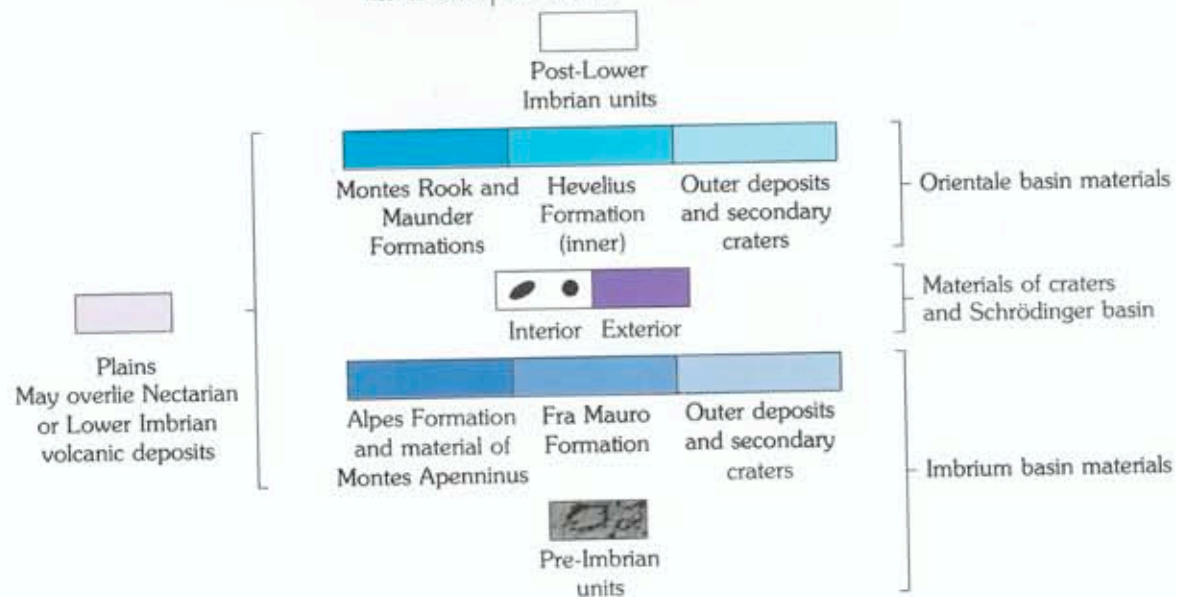 Post-Lower
Imbrian units
Montes Rook and
Maunder
Formations
Hevelius
Formation
(inner)
Outer deposits
and secondary
craters
Orientale basin materials
Interior
Exterior
Materials of craters
and Schrödinger basin
Plains
May overlie Nectarian
or Lower Imbrian
volcanic deposits
Alpes Formation
and material of
Montes Apenninus
Fra Mauro
Formation
Outer deposits
and secondary
craters
Imbrium basin materials
Pre-Imbrian
units